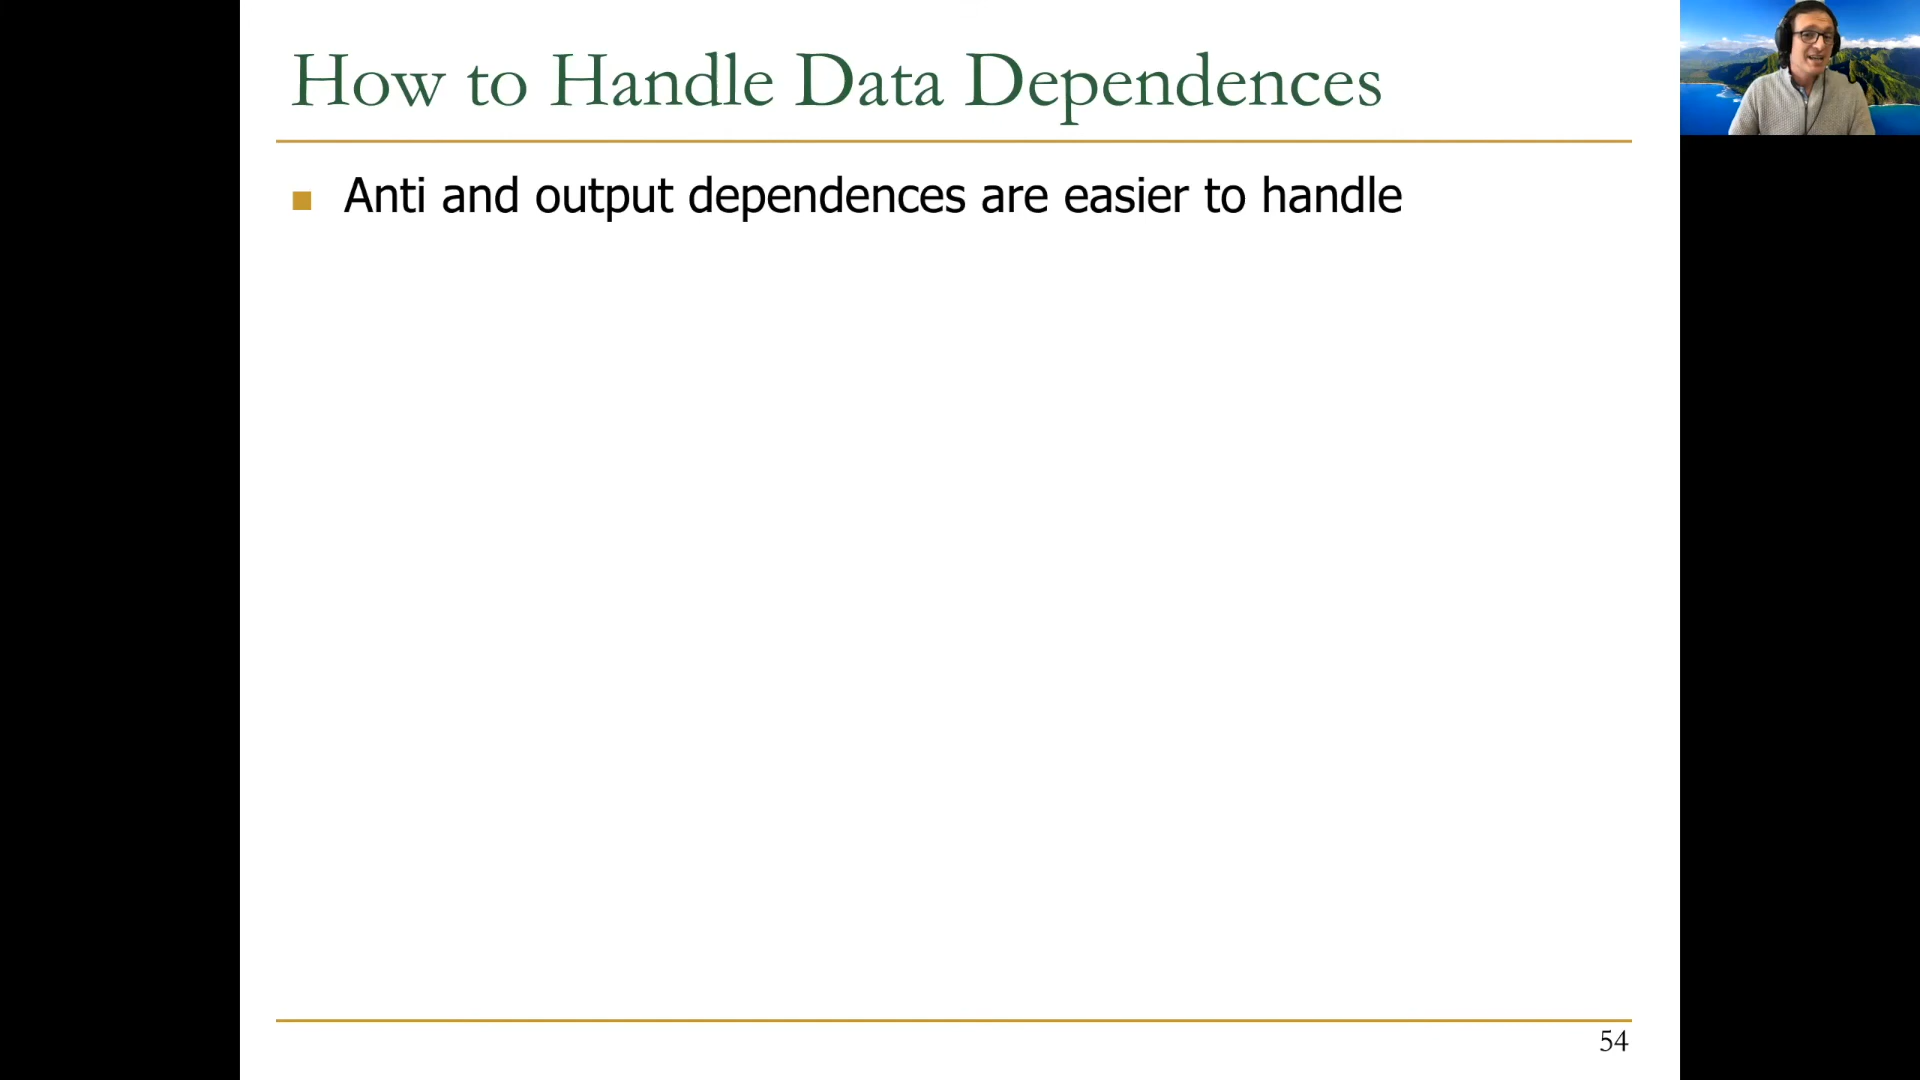 How to Handle Data Dependences
Anti and output dependences are easier to handle
54